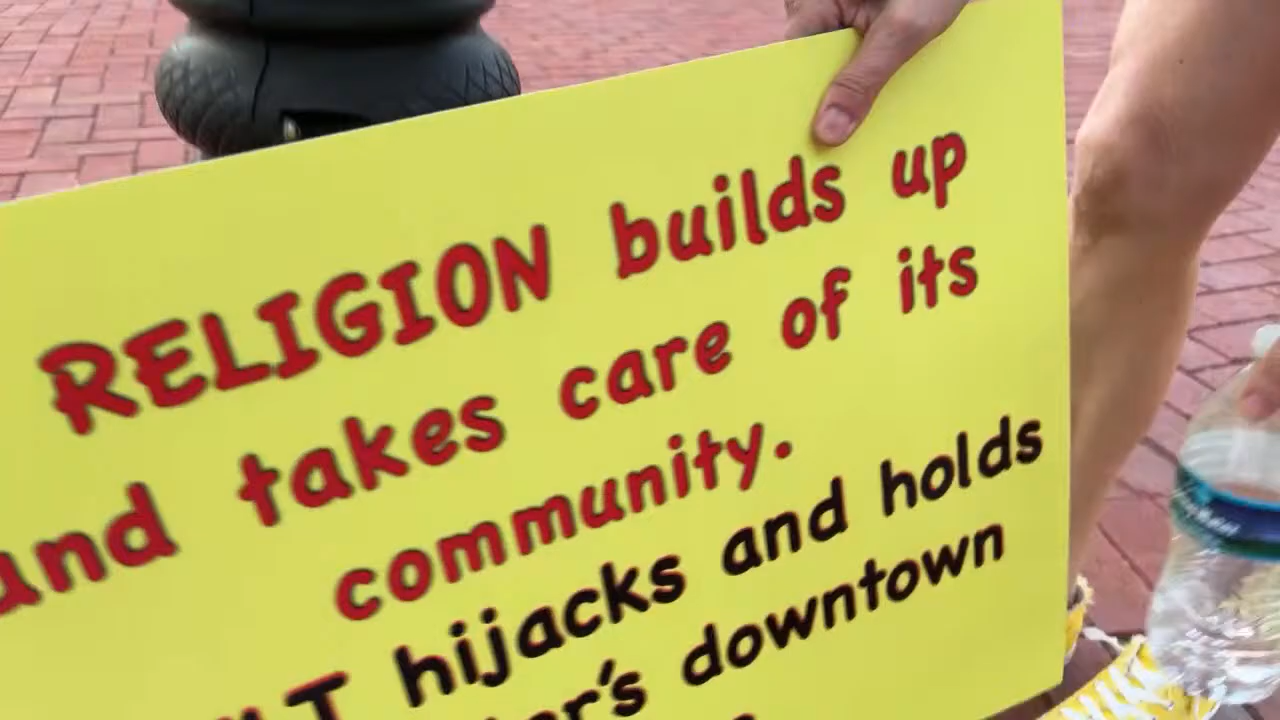 RELIGION builds up
and takes care of its
community.
hijacks and holds
downtown